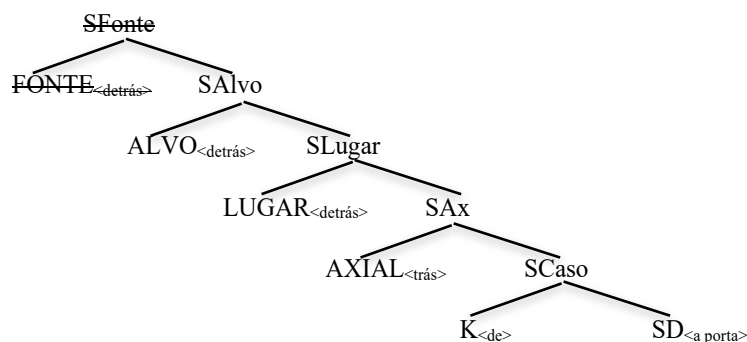 SFonte
FONTE<detrás> SAlvo
ALVO<detrás> SLugar
LUGAR<detrás> SAx
AXIAL<trás> SCaso
K<de> SD<a porta>